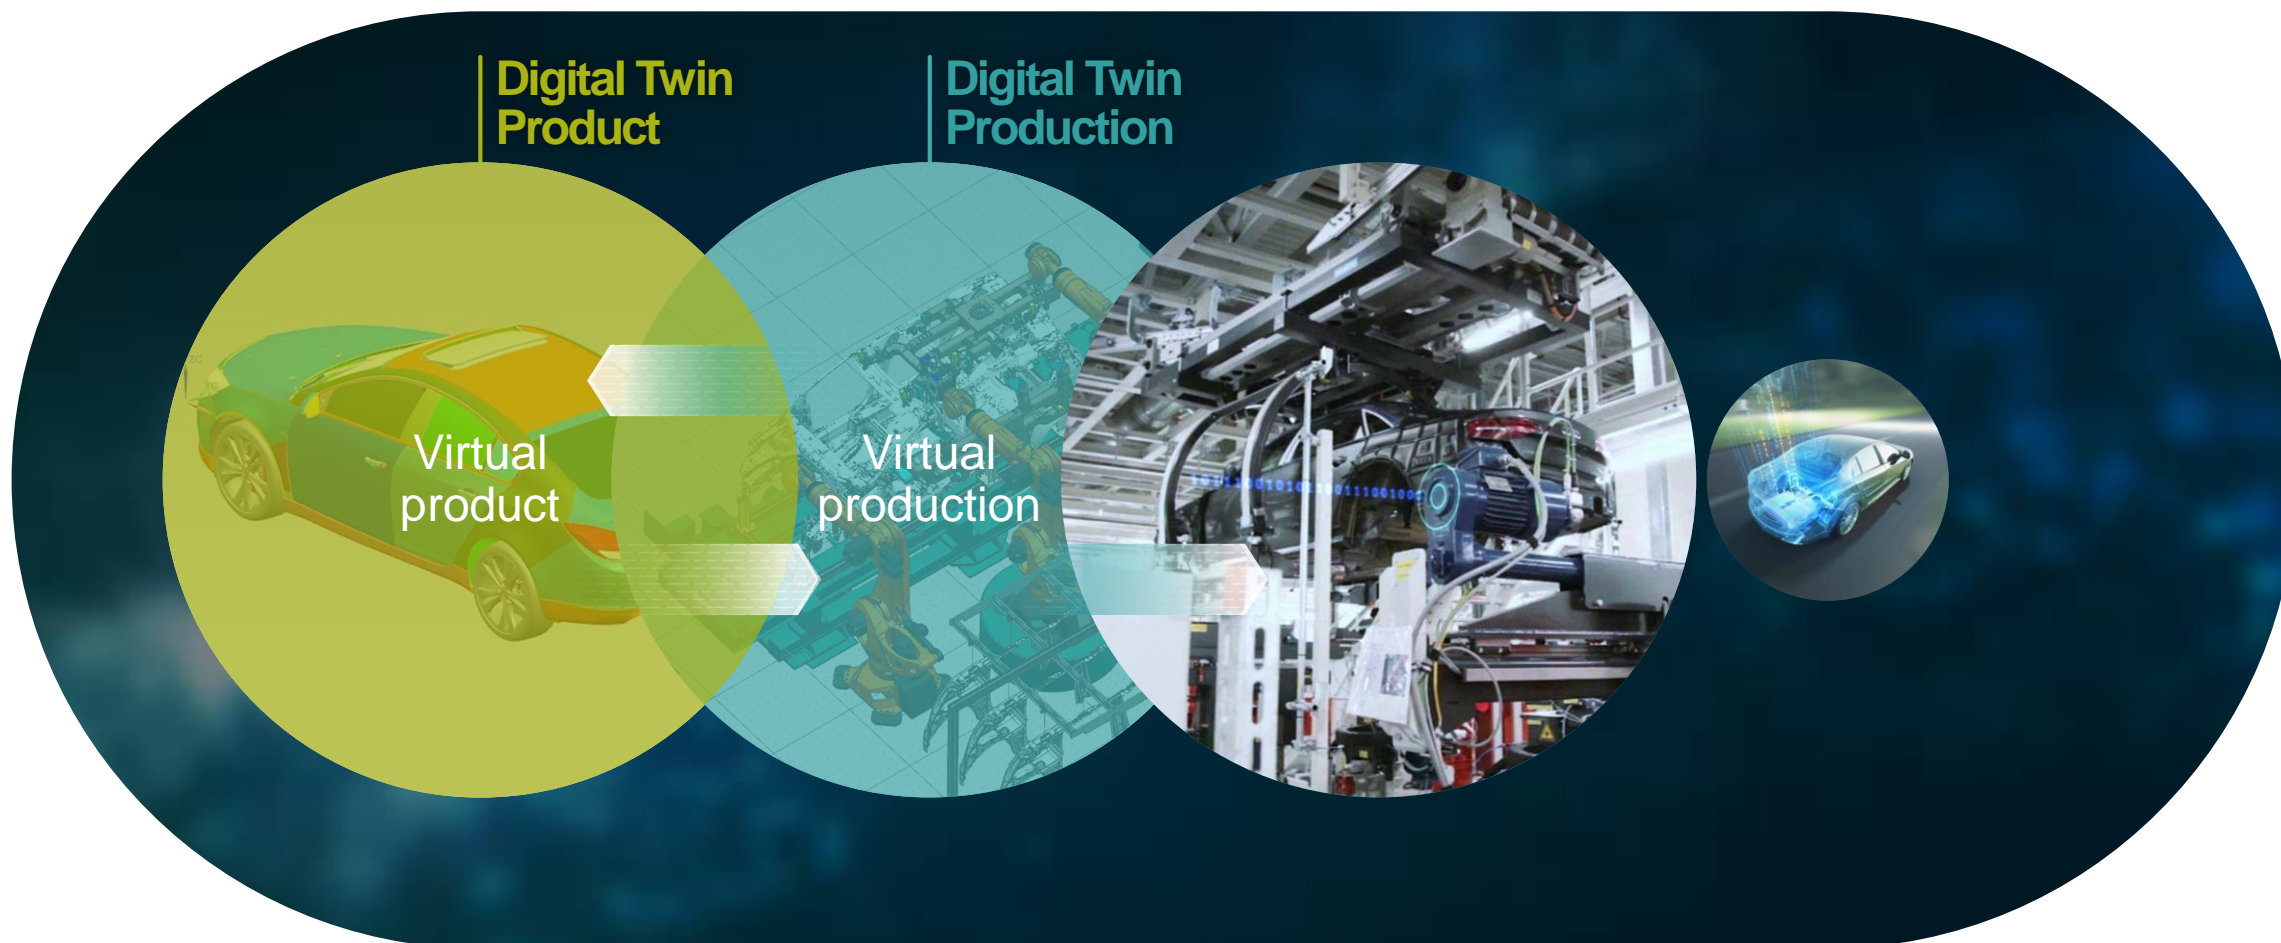 Digital Twin
Product
Digital Twin
Production
Virtual
product
Virtual
production